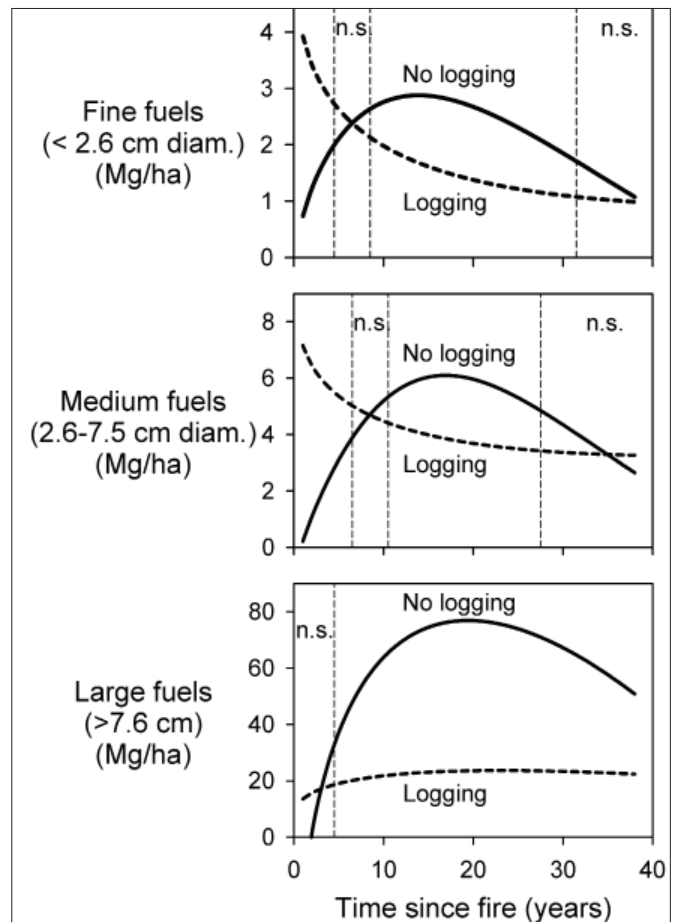 Fine fuels
(< 2.6 cm diam.)
(Mg/ha)
4
3
2
1
0
n.s.
n.s.
No logging
Logging
Medium fuels
(2.6-7.5 cm diam.)
(Mg/ha)
8
6
4
2
0
n.s.
n.s.
No logging
Logging
Large fuels
(>7.6 cm)
(Mg/ha)
80
60
40
20
0
n.s.
No logging
Logging
0 10 20 30 40
Time since fire (years)